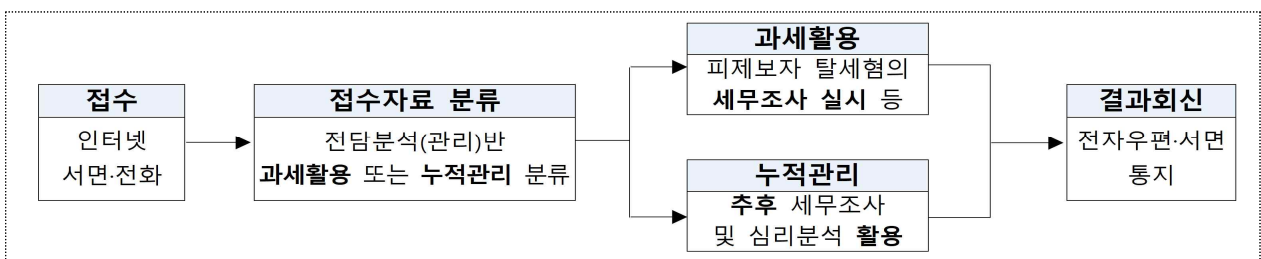 접수
인터넷
서면·전화
접수자료 분류
전담분석(관리)반
과세활용 또는 누적관리 분류
과세활용
피제보자 탈세혐의
세무조사 실시 등
누적관리
추후 세무조사
및 심리분석 활용
결과회신
전자우편·서면
통지